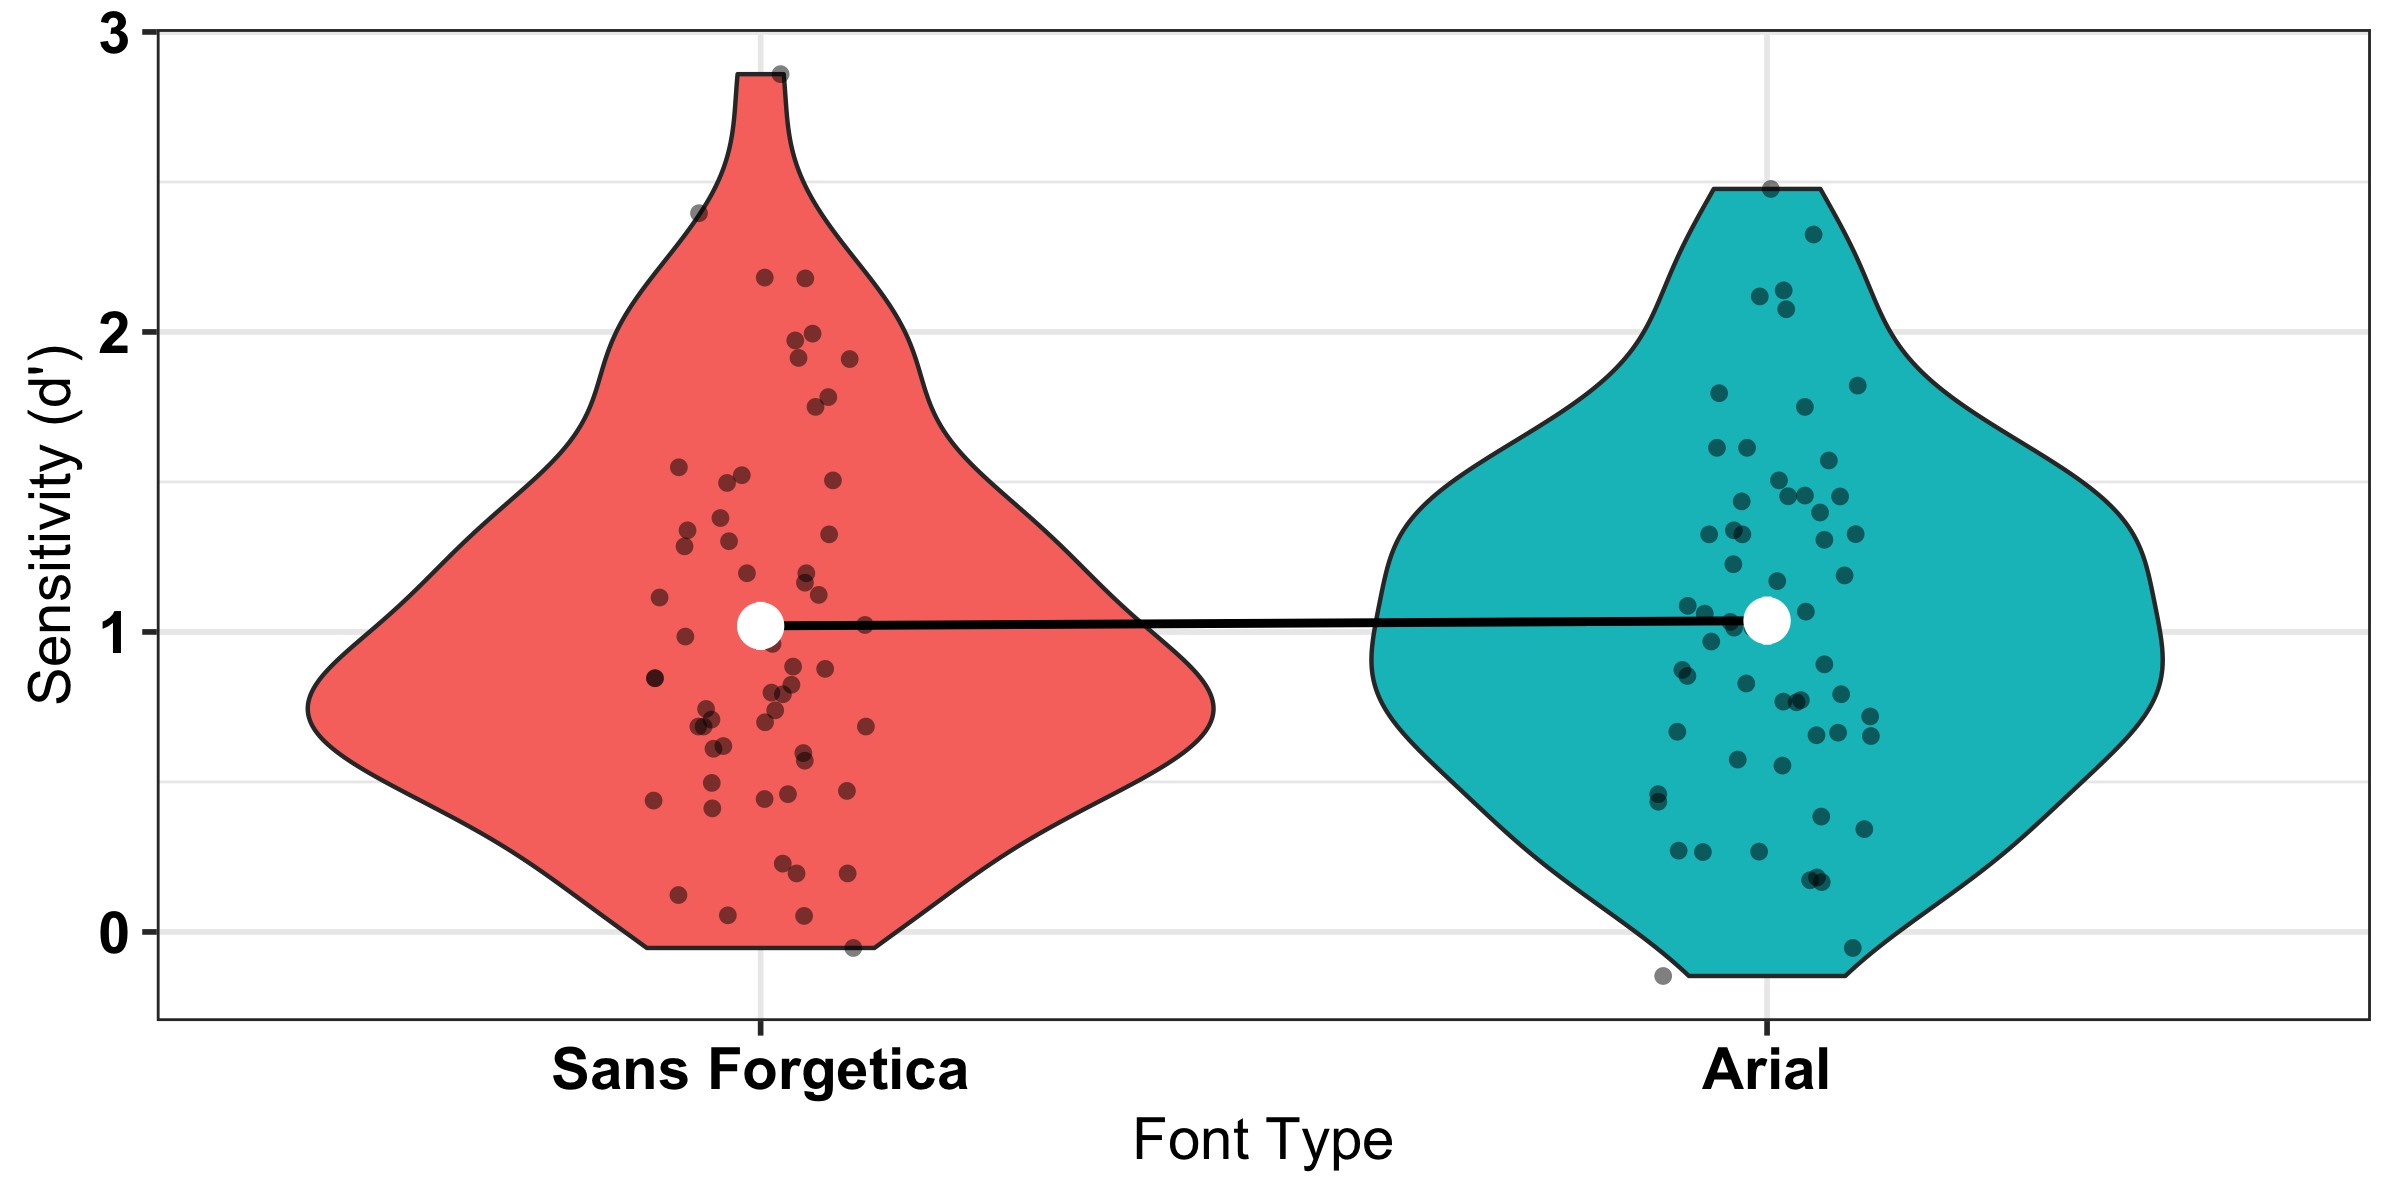 3
2
1
0
Sensitivity (d')
Sans Forgetica
Arial
Font Type